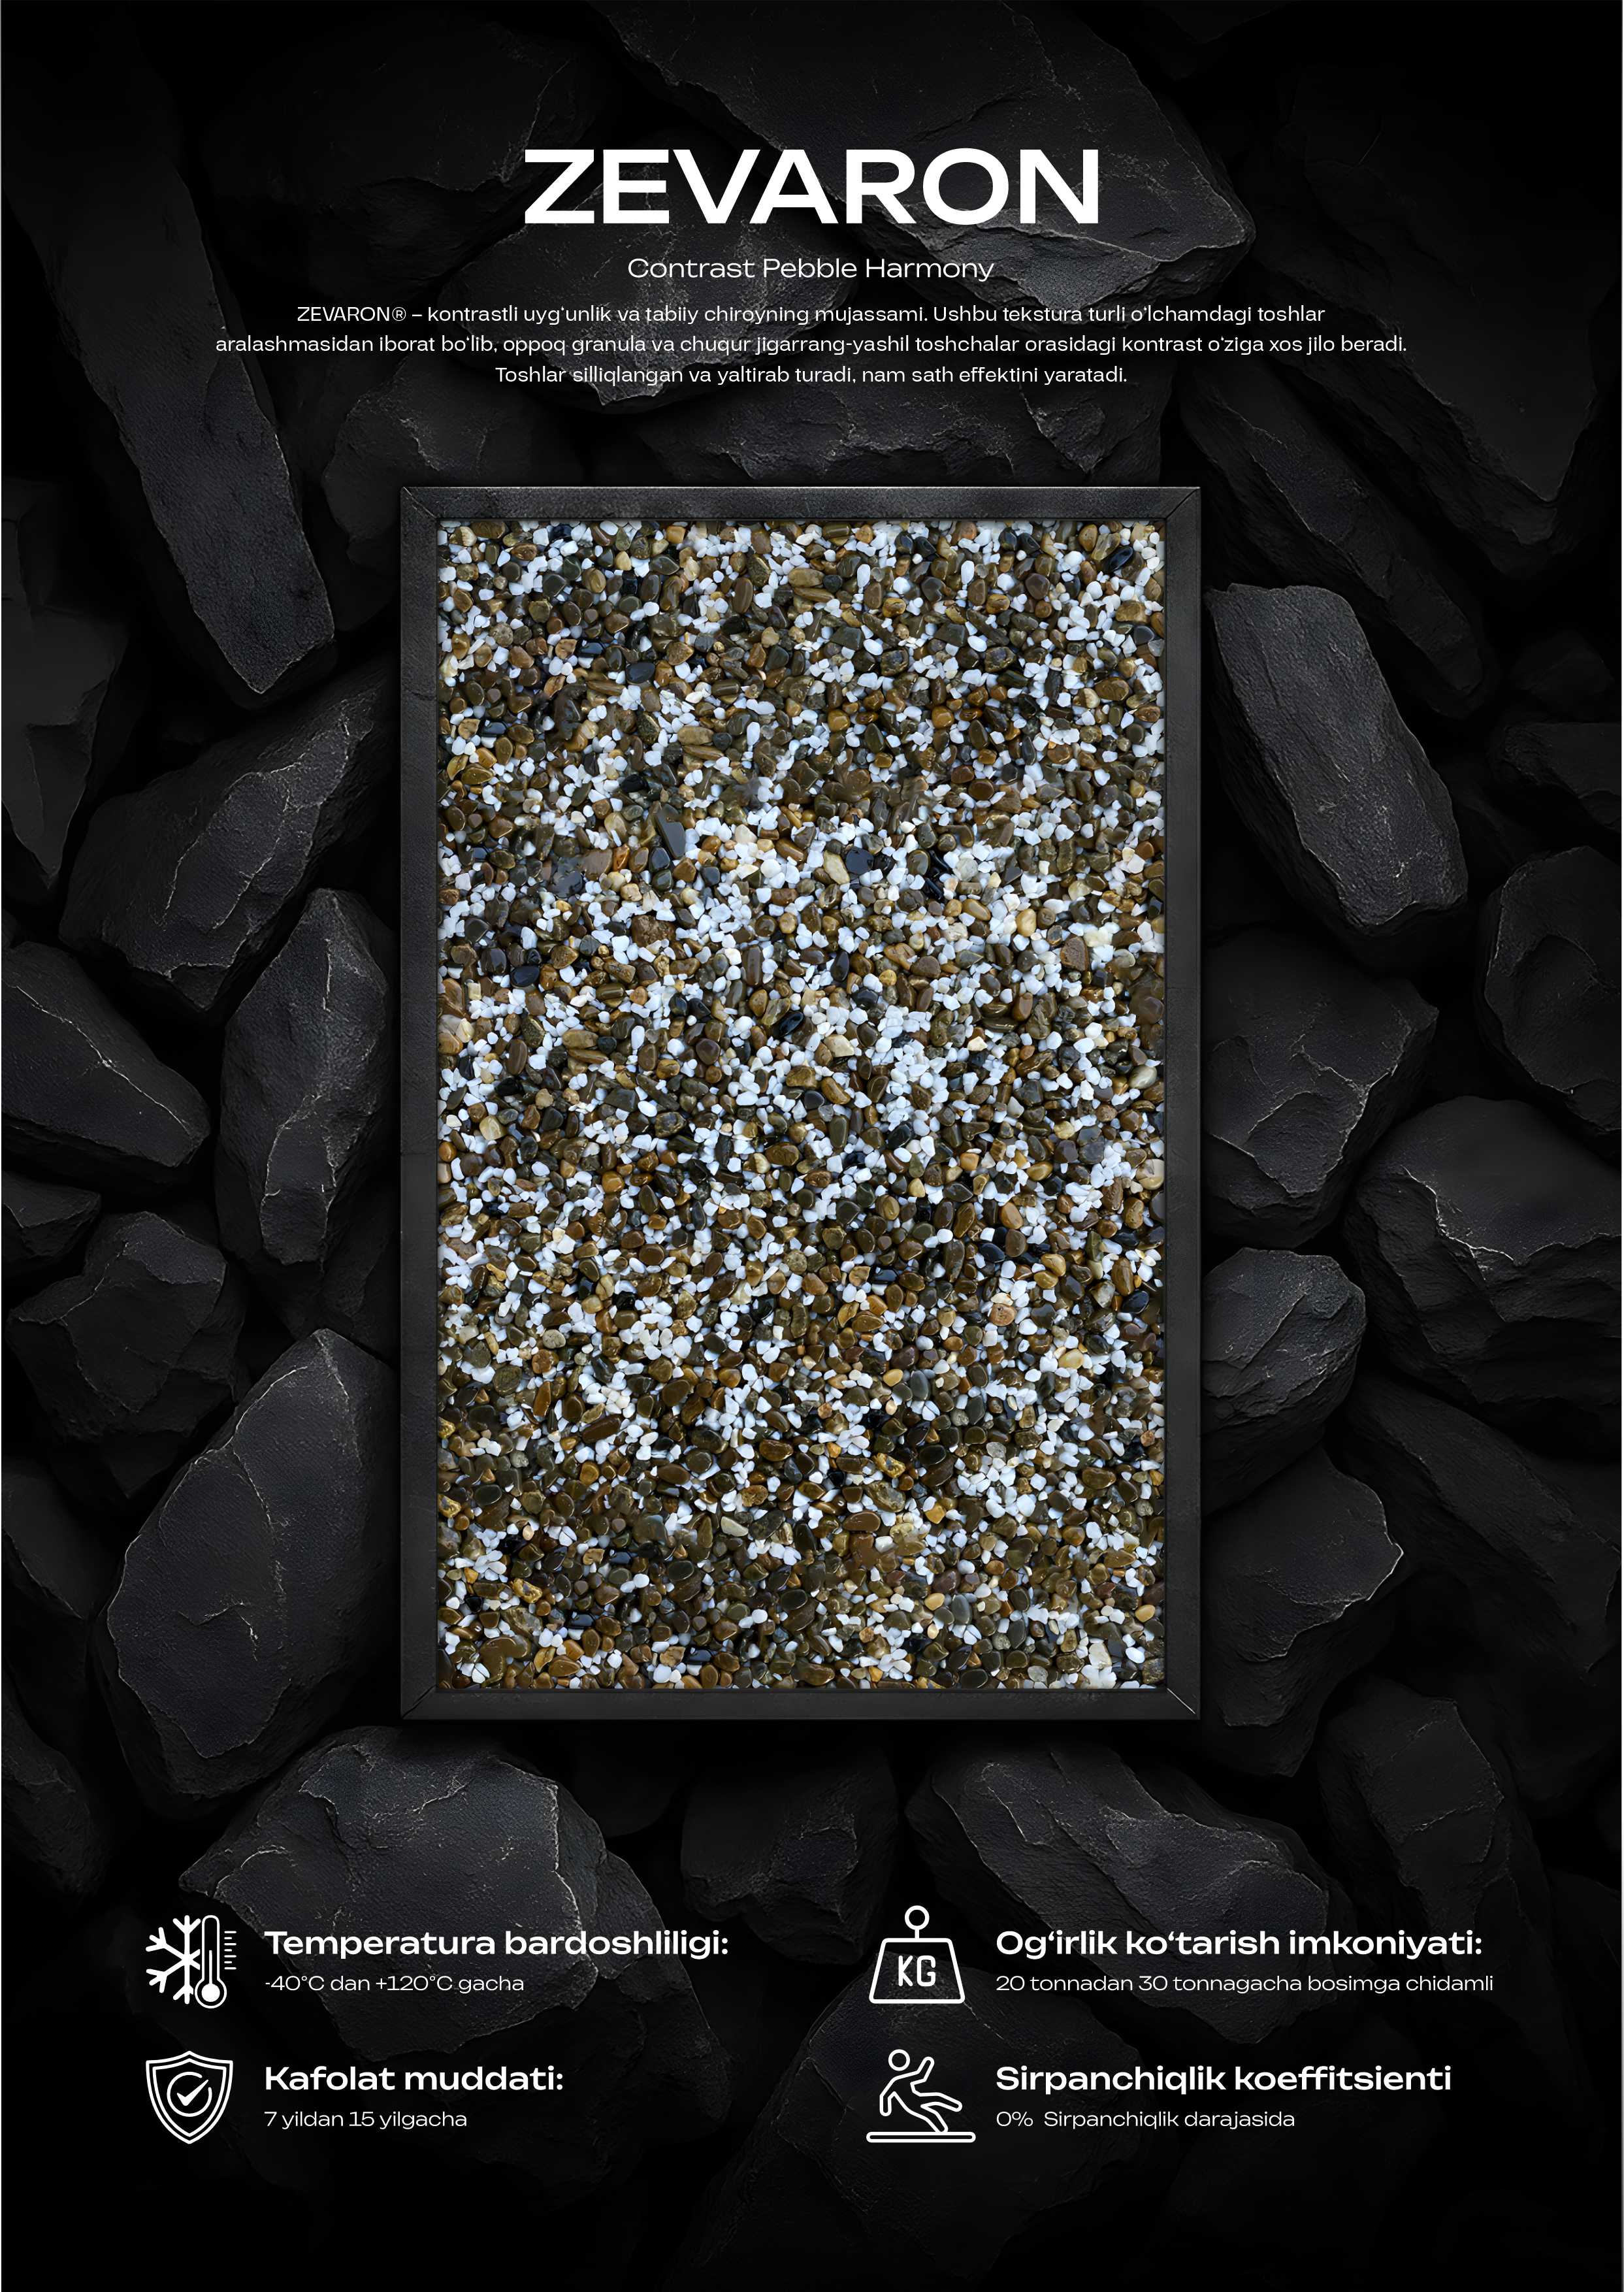 ZEVARON
Contrast Pebble Harmony
ZEVARON® – kontrastli uyg‘unlik va tabiiy chiroyning mujassami. Ushbu tekstura turli o‘lchamdagi toshlar
aralashmasidan iborat bo‘lib, oppoq granula va chuqur jigarrang-yashil toshchalar orasidagi kontrast o‘ziga xos jilo beradi.
Toshlar silliqlangan va yaltirab turadi, nam sath effektini yaratadi.
Temperatura bardoshliligi:
-40°C dan +120°C gacha
KG
Og‘irlik ko‘tarish imkoniyati:
20 tonnadan 30 tonnagacha bosimga chidamli
Kafolat muddati:
7 yildan 15 yilgacha
Sirpanchiqlik koeffitsienti
0% Sirpanchiqlik darajasida